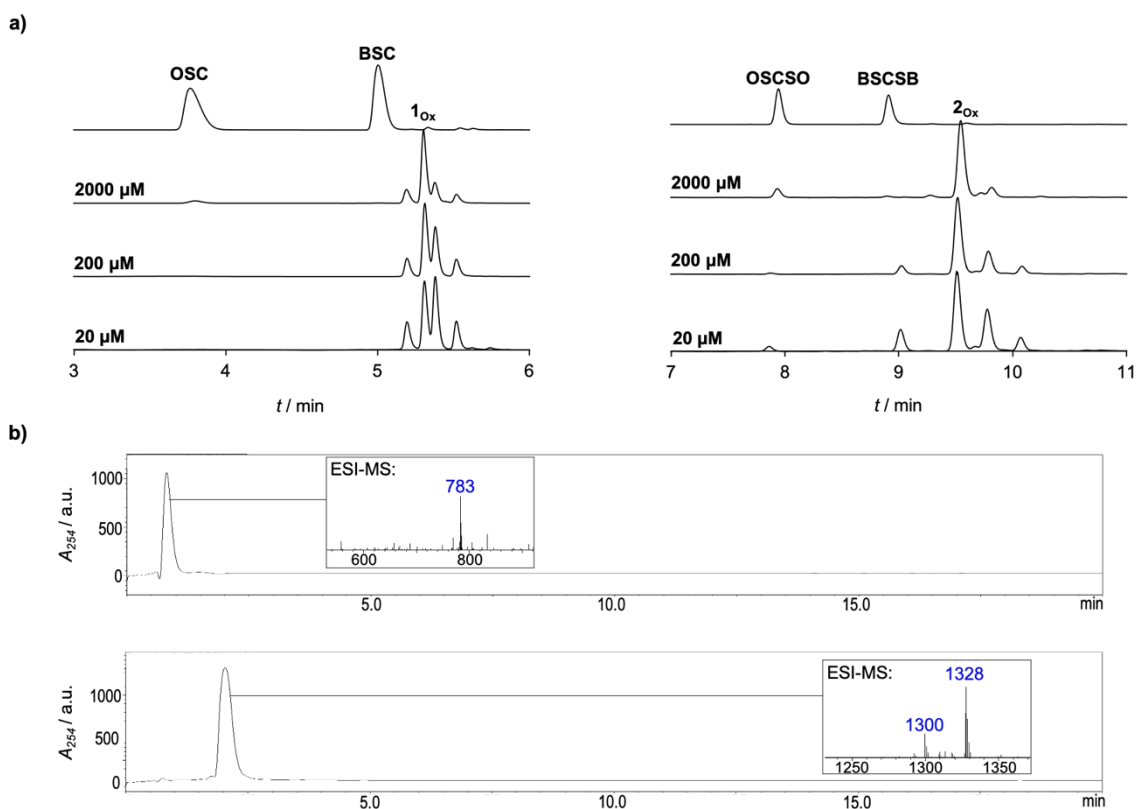 a)
OSC
BSC
1Ox
2000 µM
200 µM
20 µM
3 4 5 6
t / min
OSCSO
BSCSB
2Ox
2000 µM
200 µM
20 µM
7 8 9 10 11
t / min
b)
A254 / a.u.
1000
500
0
ESI-MS:
783
600 800
5.0 10.0 15.0 min
A254 / a.u.
1000
500
0
ESI-MS:
1328
1300
1250 1300 1350
5.0 10.0 15.0 min